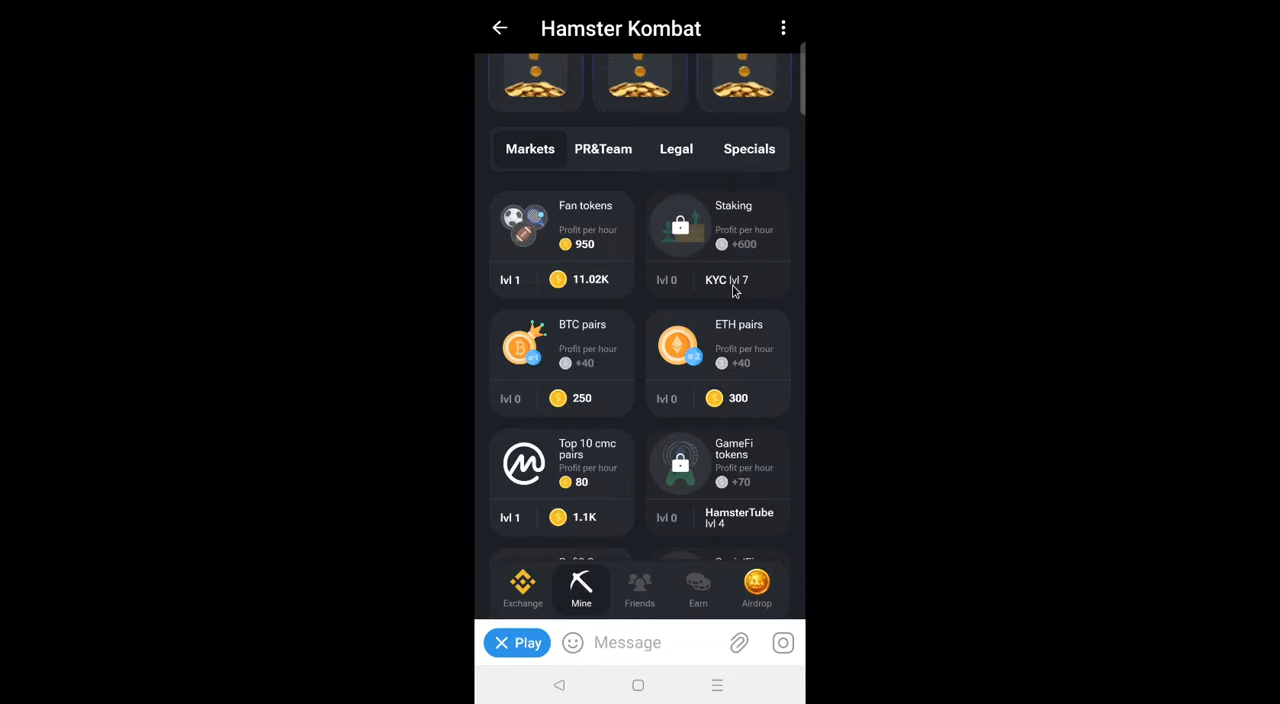 Hamster Kombat
Markets PR&Team Legal Specials
Fan tokens
Profit per hour
950
lvl 1 11.02K
Staking
Profit per hour
+600
lvl 0 KYC lvl 7
BTC pairs
Profit per hour
+40
lvl 0 250
ETH pairs
Profit per hour
+40
lvl 0 300
Top 10 cmc
pairs
Profit per hour
80
lvl 1 1.1K
GameFi
tokens
Profit per hour
+70
lvl 0 HamsterTube
lvl 4
Exchange Mine Friends Earn Airdrop
Play Message